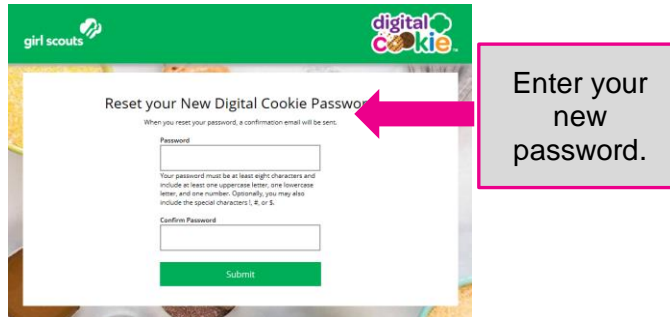 girl scouts
digital
cookie
Reset your New Digital Cookie Passwor
When you reset your password, a confirmation email will be sent.
Password
Your password must be at least eight characters and
include at least one uppercase letter, one lowercase
letter, and one number. Optionally, you may also
include the special characters !, #, or $.
Confirm Password
Submit
Enter your
new
password.